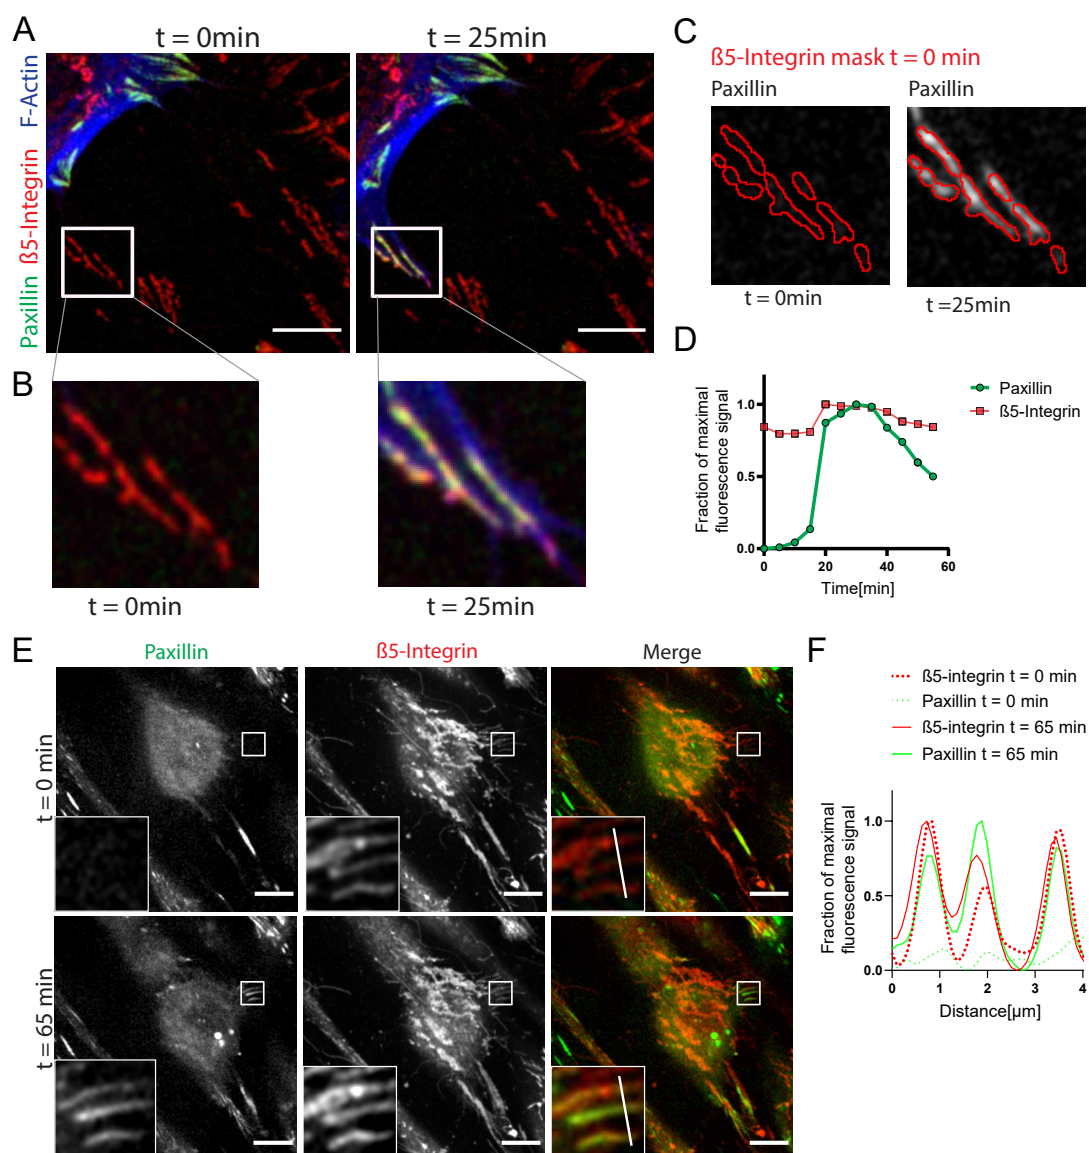 A
t = 0min
t = 25min
Paxillin ß5-Integrin F-Actin
B
t = 0min
t = 25min
C
ß5-Integrin mask t = 0 min
Paxillin
Paxillin
t = 0min
t =25min
D
Fraction of maximal
fluorescence signal
1.0
0.5
0.0
0
20
40
60
Time[min]
Paxillin
ß5-Integrin
E
Paxillin
ß5-Integrin
Merge
t = 0 min
t = 65 min
F
ß5-integrin t = 0 min
Paxillin t = 0 min
ß5-integrin t = 65 min
Paxillin t = 65 min
Fraction of maximal
fluorescence signal
1.0
0.5
0.0
0
1
2
3
4
Distance[µm]